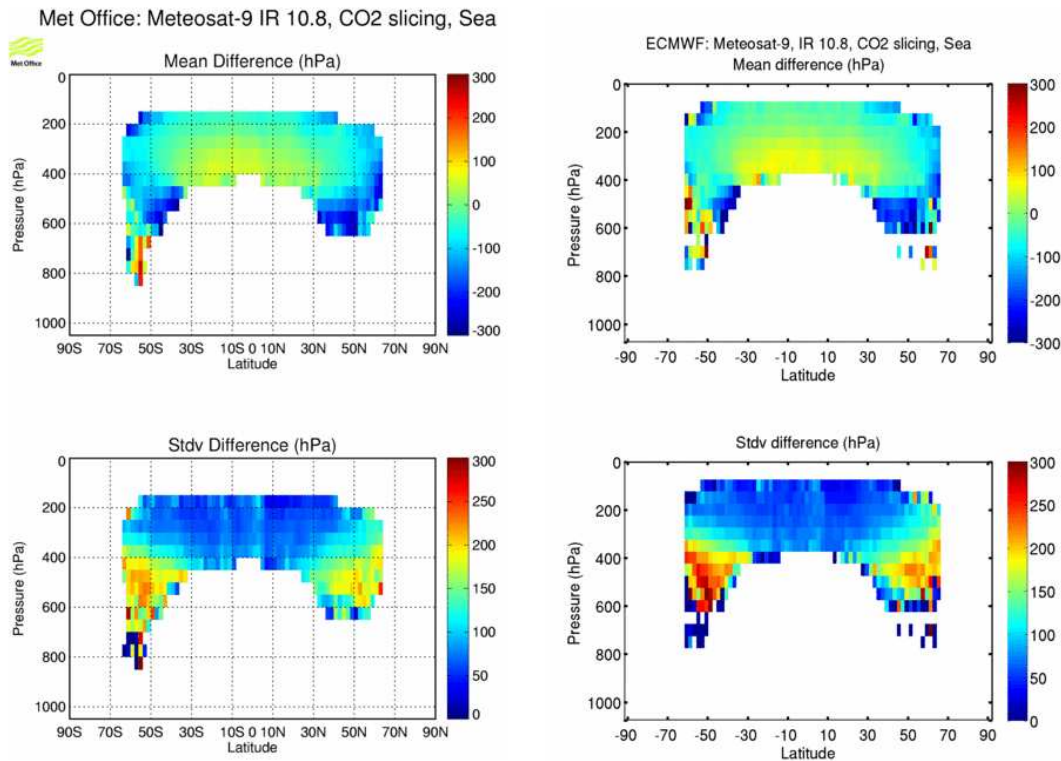 Met Office: Meteosat-9 IR 10.8, CO2 slicing, Sea
Met Office
Mean Difference (hPa)
0
200
400
600
800
1000
Pressure (hPa)
90S 70S 50S 30S 10S 0 10N 30N 50N 70N 90N
Latitude
300
200
100
0
-100
-200
-300
ECMWF: Meteosat-9, IR 10.8, CO2 slicing, Sea
Mean difference (hPa)
0
200
400
600
800
1000
Pressure (hPa)
-90 -70 -50 -30 -10 10 30 50 70 90
Latitude
300
200
100
0
-100
-200
-300
Stdv Difference (hPa)
0
200
400
600
800
1000
Pressure (hPa)
90S 70S 50S 30S 10S 0 10N 30N 50N 70N 90N
Latitude
300
250
200
150
100
50
0
Stdv difference (hPa)
0
200
400
600
800
1000
Pressure (hPa)
-90 -70 -50 -30 -10 10 30 50 70 90
Latitude
300
250
200
150
100
50
0